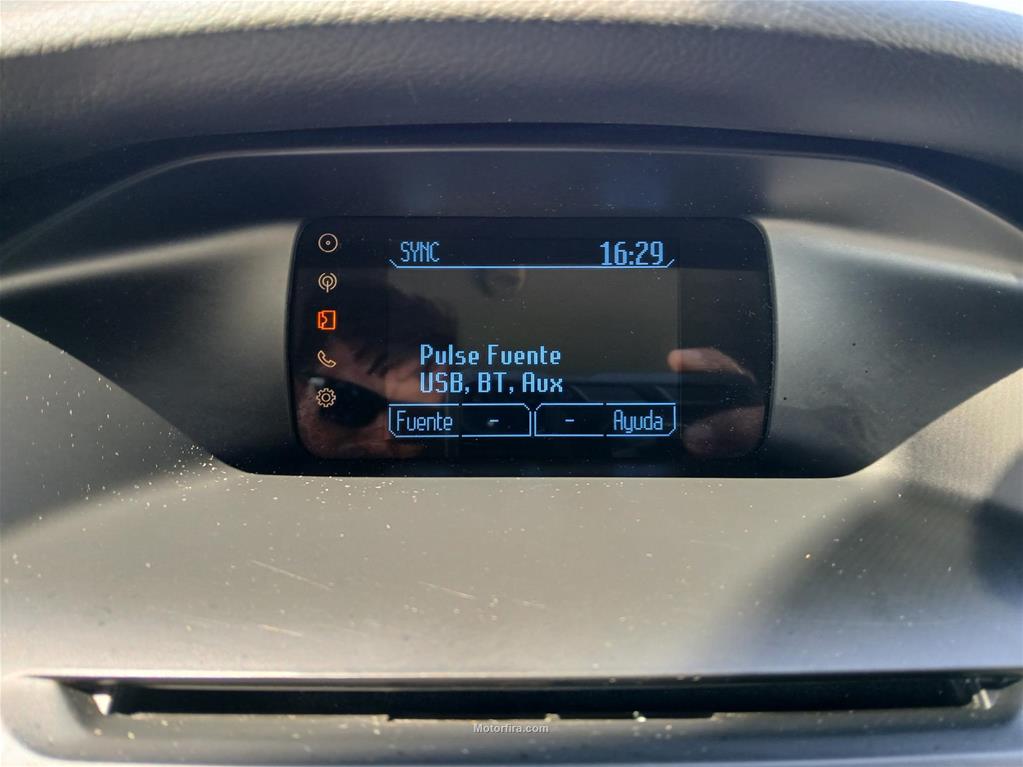 SYNC 16:29
Pulse Fuente
USB, BT, Aux
Fuente - - Ayuda
Motorfira.com